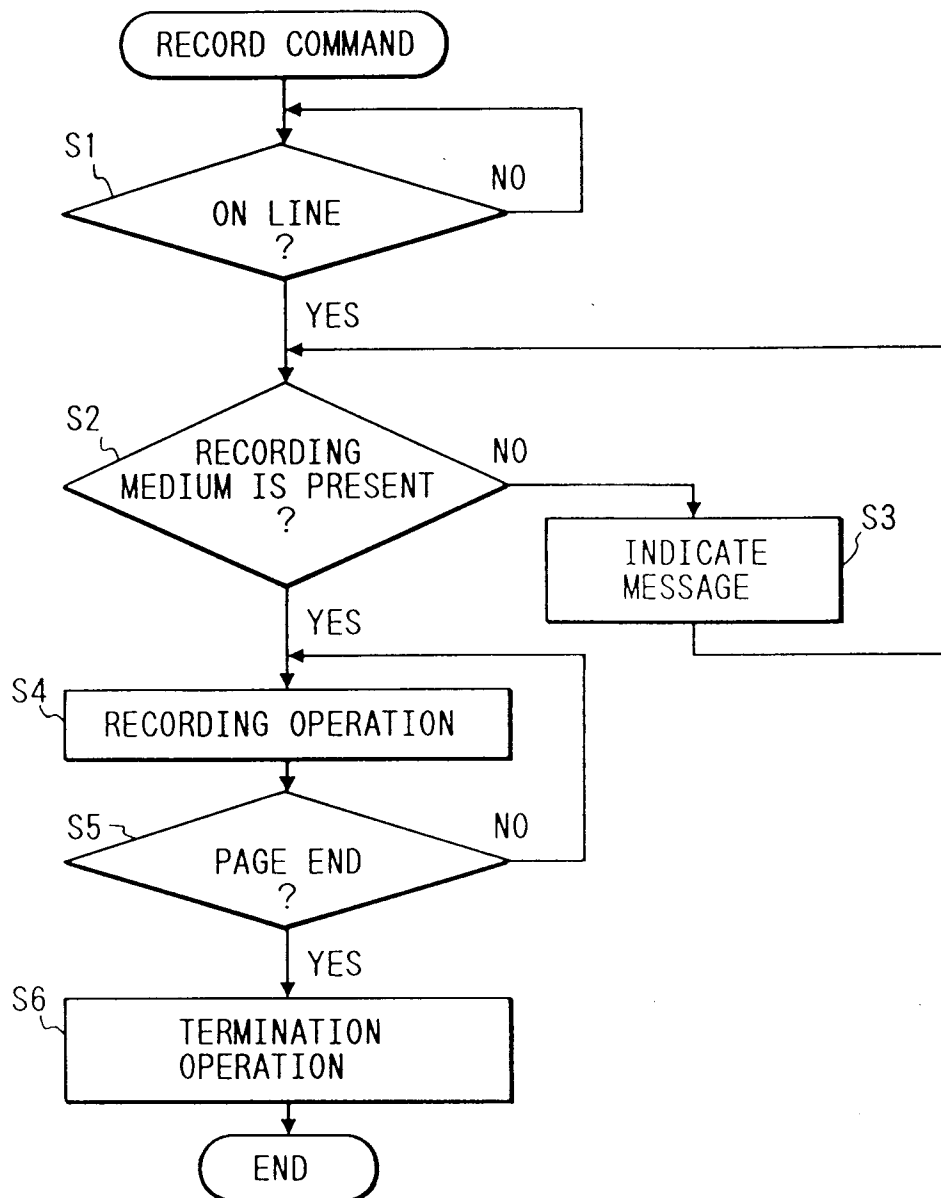 RECORD COMMAND
S1
NO
ON LINE
?
YES
S2
NO
RECORDING
MEDIUM IS PRESENT
?
S3
INDICATE
MESSAGE
YES
S4
RECORDING OPERATION
S5
NO
PAGE END
?
YES
S6
TERMINATION
OPERATION
END